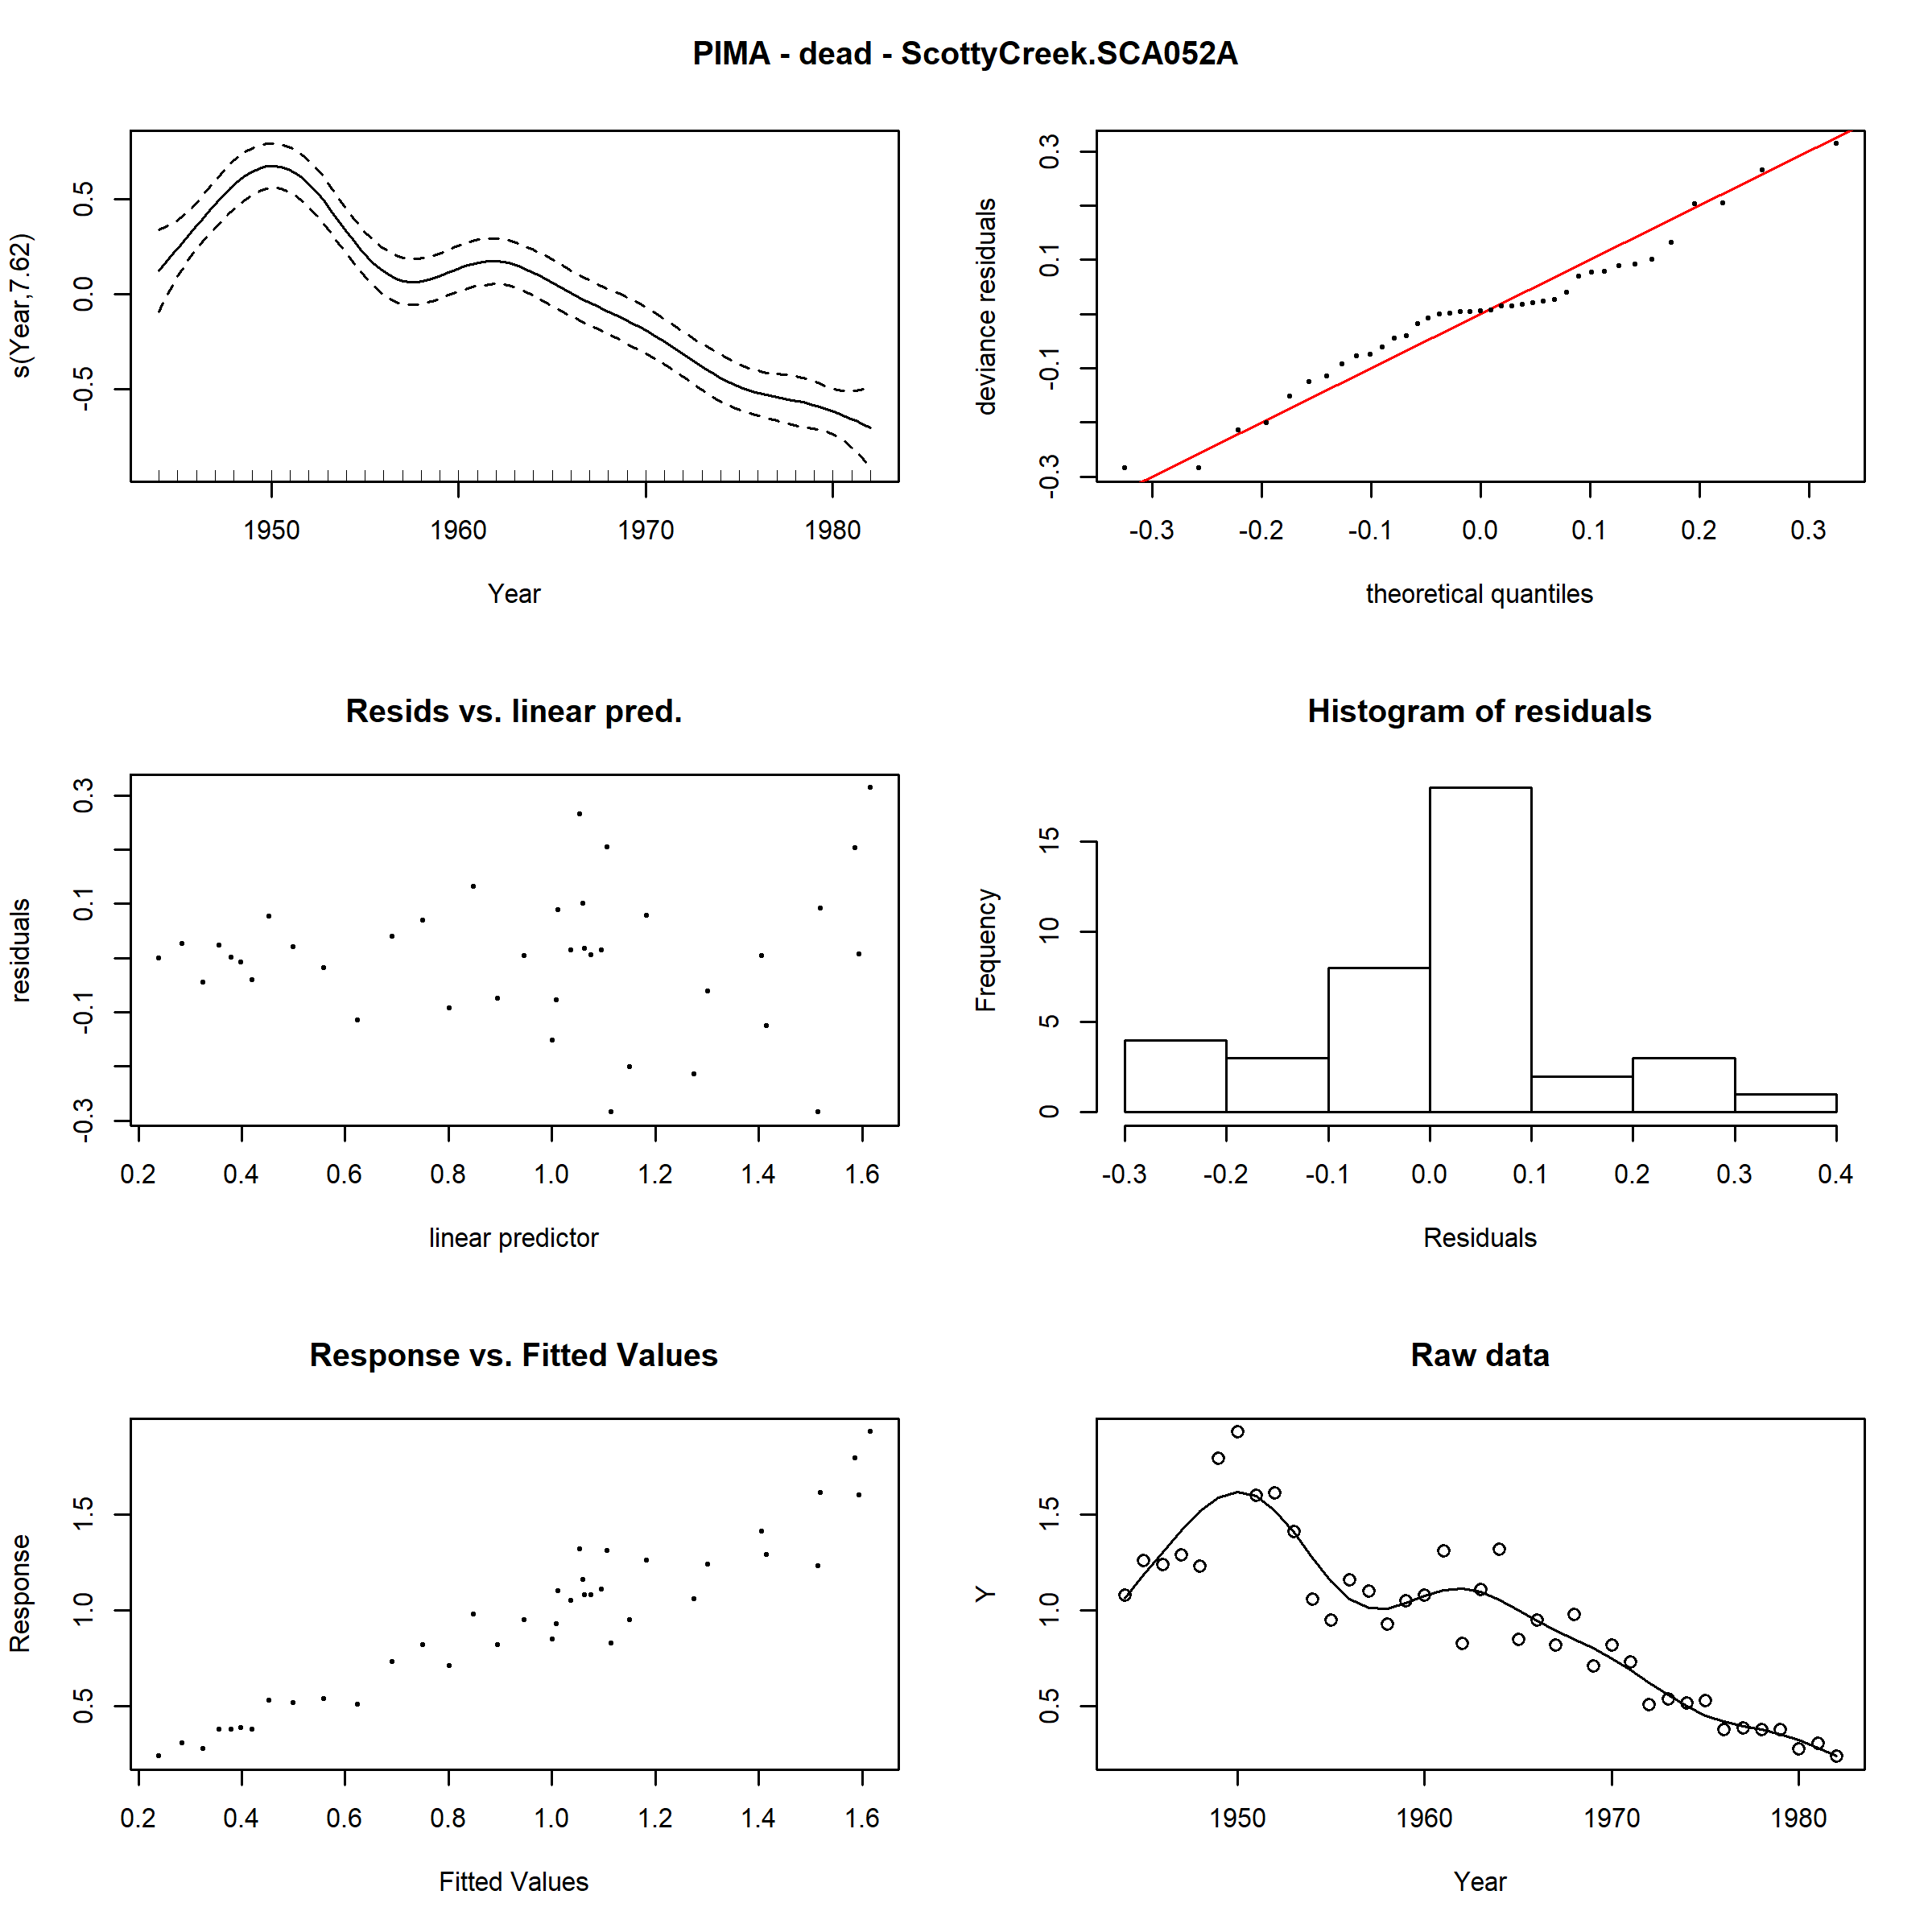 PIMA - dead - ScottyCreek.SCA052A
s(Year,7.62)
-0.5 0.0 0.5
1950 1960 1970 1980
Year
deviance residuals
-0.3 -0.1 0.1 0.3
-0.3 -0.2 -0.1 0.0 0.1 0.2 0.3
theoretical quantiles
Resids vs. linear pred.
residuals
-0.3 -0.1 0.1 0.3
0.2 0.4 0.6 0.8 1.0 1.2 1.4 1.6
linear predictor
Histogram of residuals
Frequency
0 5 10 15
-0.3 -0.2 -0.1 0.0 0.1 0.2 0.3 0.4
Residuals
Response vs. Fitted Values
Response
0.5 1.0 1.5
0.2 0.4 0.6 0.8 1.0 1.2 1.4 1.6
Fitted Values
Raw data
Y
0.5 1.0 1.5
1950 1960 1970 1980
Year